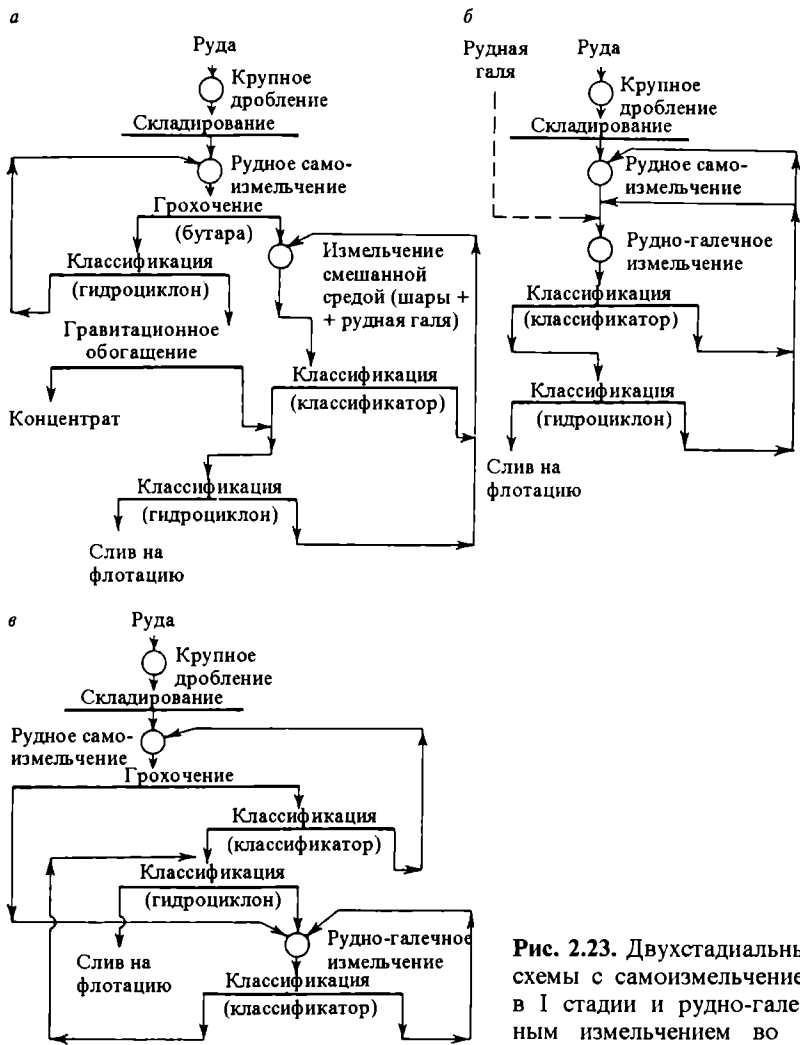 а
Руда
Крупное
дробление
Складирование
Рудное само-
измельчение
Грохочение
(бутара)
Классификация
(гидроциклон)
Измельчение
смешанной
средой (шары +
+ рудная галя)
Гравитационное
обогащение
Концентрат
Классификация
(классификатор)
Классификация
(гидроциклон)
Слив на
флотацию
б
Рудная
галя
Руда
Крупное
дробление
Складирование
Рудное само-
измельчение
Рудно-галечное
измельчение
Классификация
(классификатор)
Классификация
(гидроциклон)
Слив на
флотацию
в
Руда
Крупное
дробление
Складирование
Рудное само-
измельчение
Грохочение
Классификация
(классификатор)
Классификация
(гидроциклон)
Слив на
флотацию
Рудно-галечное
измельчение
Классификация
(классификатор)
Рис. 2.23. Двухстадиальны
схемы с самоизмельчение
в I стадии и рудно-гале
ным измельчением во